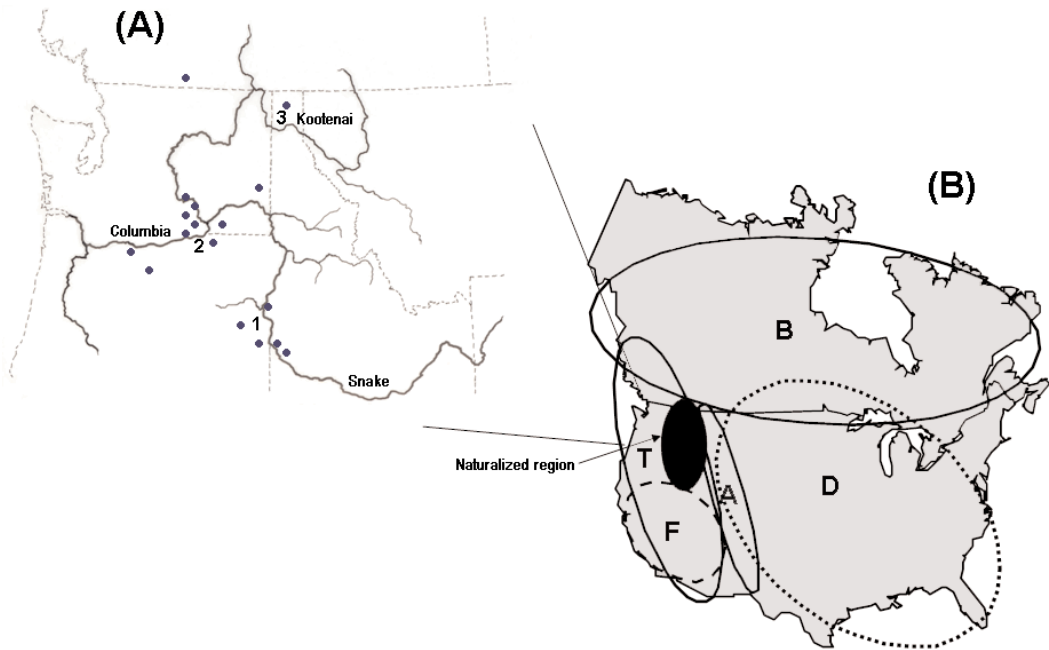 (A)
3 Kootenai
Columbia
2
1
Snake
(B)
B
Naturalized region
T
A
D
F